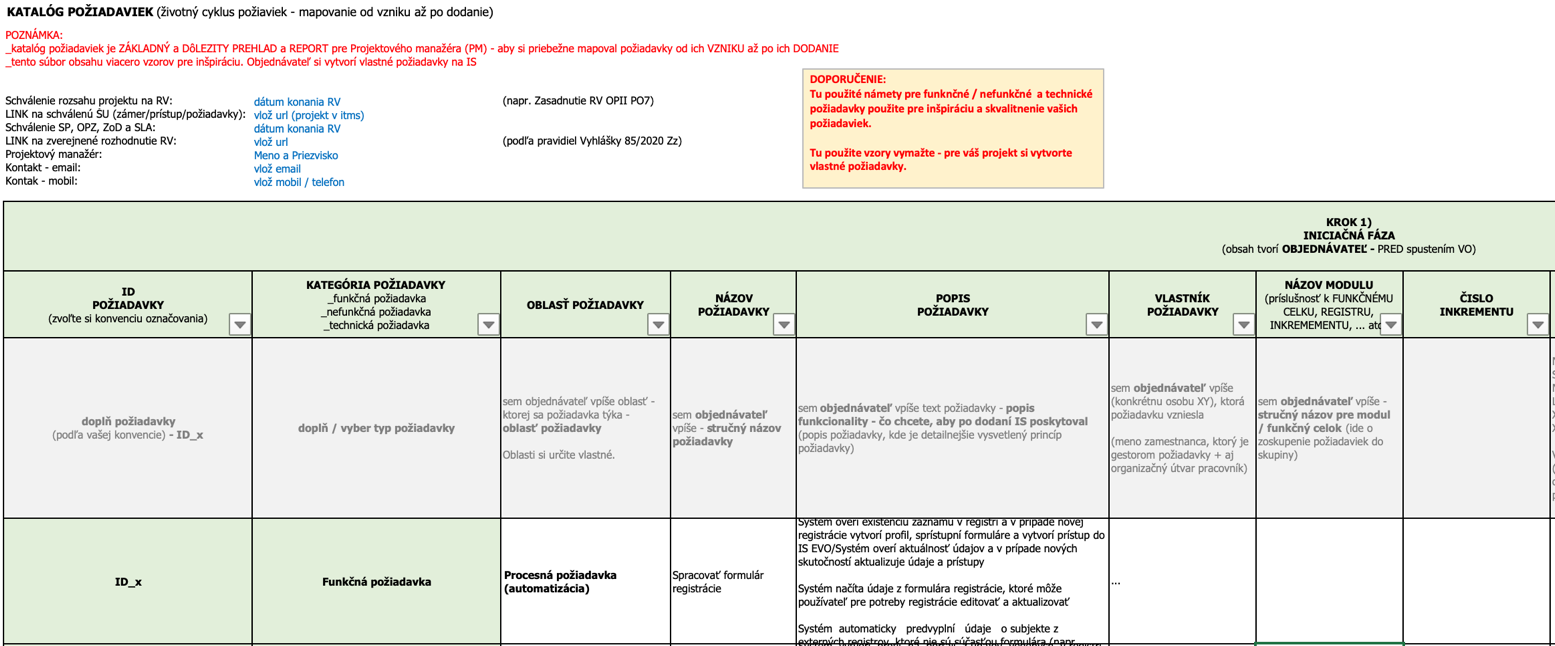 KATALÓG POŽIADAVIEK (životný cyklus požiaviek - mapovanie od vzniku až po dodanie)
POZNÁMKA:
_katalóg požiadaviek je ZÁKLADNÝ a DôLEZITY PREHLAD a REPORT pre Projektového manažéra (PM) - aby si priebežne mapoval požiadavky od ich VZNIKU až po ich DODANIE
_tento súbor obsahu viacero vzorov pre inšpiráciu. Objednávateľ si vytvorí vlastné požiadavky na IS
Schválenie rozsahu projektu na RV: dátum konania RV (napr. Zasadnutie RV OPII PO7)
LINK na schválenú ŠU (zámer/prístup/požiadavky): vlož url (projekt v itms)
Schválenie SP, OPZ, ZoD a SLA: dátum konania RV
LINK na zverejnené rozhodnutie RV: vlož url (podľa pravidiel Vyhlášky 85/2020 Zz)
Projektový manažér: Meno a Priezvisko
Kontakt - email: vlož email
Kontak - mobil: vlož mobil / telefon
DOPORUČENIE:
Tu použité námety pre funknčné / nefunkčné a technické
požiadavky použite pre inšpiráciu a skvalitnenie vašich
požiadaviek.
Tu použite vzory vymažte - pre váš projekt si vytvorte
vlastné požiadavky.
KROK 1)
INICIAČNÁ FÁZA
(obsah tvorí OBJEDNÁVATEĽ - PRED spustením VO)
ID
POŽIADAVKY
(zvoľte si konvenciu označovania)
KATEGÓRIA POŽIADAVKY
_funkčná požiadavka
_nefunkčná požiadavka
_technická požiadavka
OBLASŤ POŽIADAVKY
NÁZOV
POŽIADAVKY
POPIS
POŽIADAVKY
VLASTNÍK
POŽIADAVKY
NÁZOV MODULU
(príslušnosť k FUNKČNÉMU
CELKU, REGISTRU,
INKREMEMENTU, ... atď
ČISLO
INKREMENTU
doplň požiadavky
(podľa vašej konvencie) - ID_x
doplň / vyber typ požiadavky
sem objednávateľ vpíše oblasť -
ktorej sa požiadavka týka -
oblasť požiadavky
Oblasti si určite vlastné.
sem objednávateľ
vpíše - stručný názov
požiadavky
sem objednávateľ vpíše text požiadavky - popis
funkcionality - čo chcete, aby po dodaní IS poskytoval
(popis požiadavky, kde je detailnejšie vysvetlený princíp
požiadavky)
sem objednávateľ vpíše
(konkrétnu osobu XY), ktorá
požiadavku vzniesla
(meno zamestnanca, ktorý je
gestorom požiadavky + aj
organizačný útvar pracovník)
sem objednávateľ vpíše -
stručný názov pre modul
/ funkčný celok (ide o
zoskupenie požiadaviek do
skupiny)
ID_x
Funkčná požiadavka
Procesná požiadavka
(automatizácia)
Spracovať formulár
registrácie
Systém overí existenciu záznamu v registri a v prípade novej
registrácie vytvorí profil, sprístupní formuláre a vytvorí prístup do
IS EVO/Systém overí aktuálnosť údajov a v prípade nových
skutočností aktualizuje údaje a prístupy
Systém načíta údaje z formulára registrácie, ktoré môže
používateľ pre potreby registrácie editovať a aktualizovať
Systém automaticky predvyplní údaje o subjekte z
externých registrov, ktoré nie sú súčasťou formulára (napr.
...